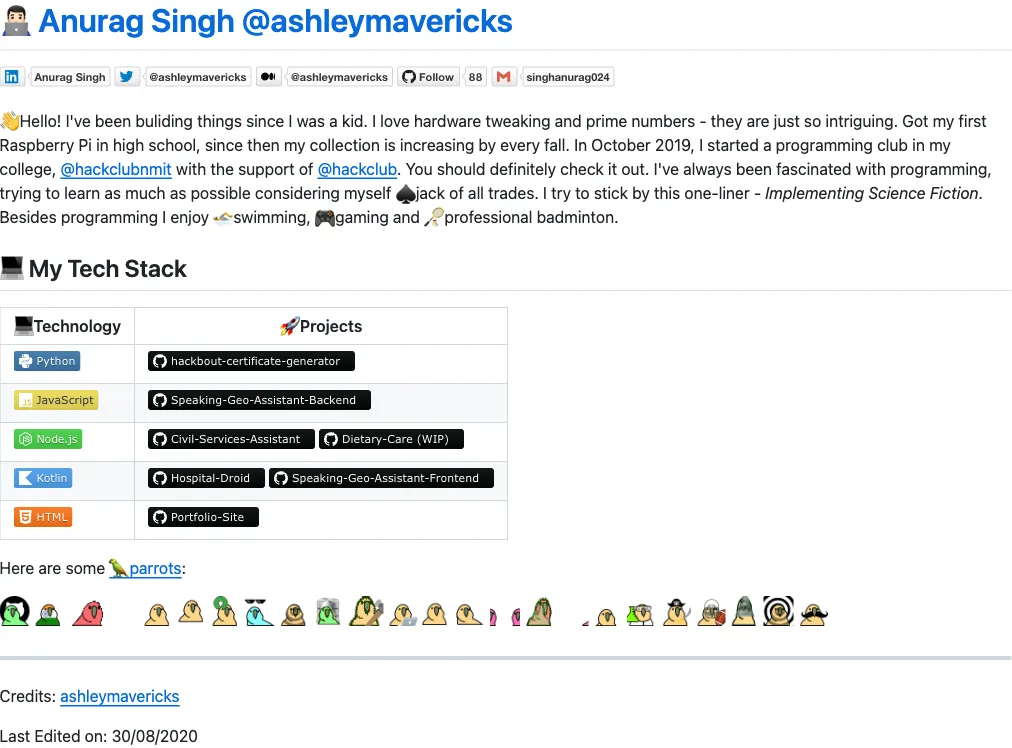 Anurag Singh @ashleymavericks
Anurag Singh @ashleymavericks @ashleymavericks Follow 88 singhanurag024
Hello! I've been buliding things since I was a kid. I love hardware tweaking and prime numbers - they are just so intriguing. Got my first
Raspberry Pi in high school, since then my collection is increasing by every fall. In October 2019, I started a programming club in my
college, @hackclubnmit with the support of @hackclub. You should definitely check it out. I've always been fascinated with programming,
trying to learn as much as possible considering myself ♠jack of all trades. I try to stick by this one-liner - Implementing Science Fiction.
Besides programming I enjoy swimming, gaming and professional badminton.
My Tech Stack
Technology Projects
Python hackbout-certificate-generator
JavaScript Speaking-Geo-Assistant-Backend
Node.js Civil-Services-Assistant Dietary-Care (WIP)
Kotlin Hospital-Droid Speaking-Geo-Assistant-Frontend
HTML Portfolio-Site
Here are some parrots:
Credits: ashleymavericks
Last Edited on: 30/08/2020